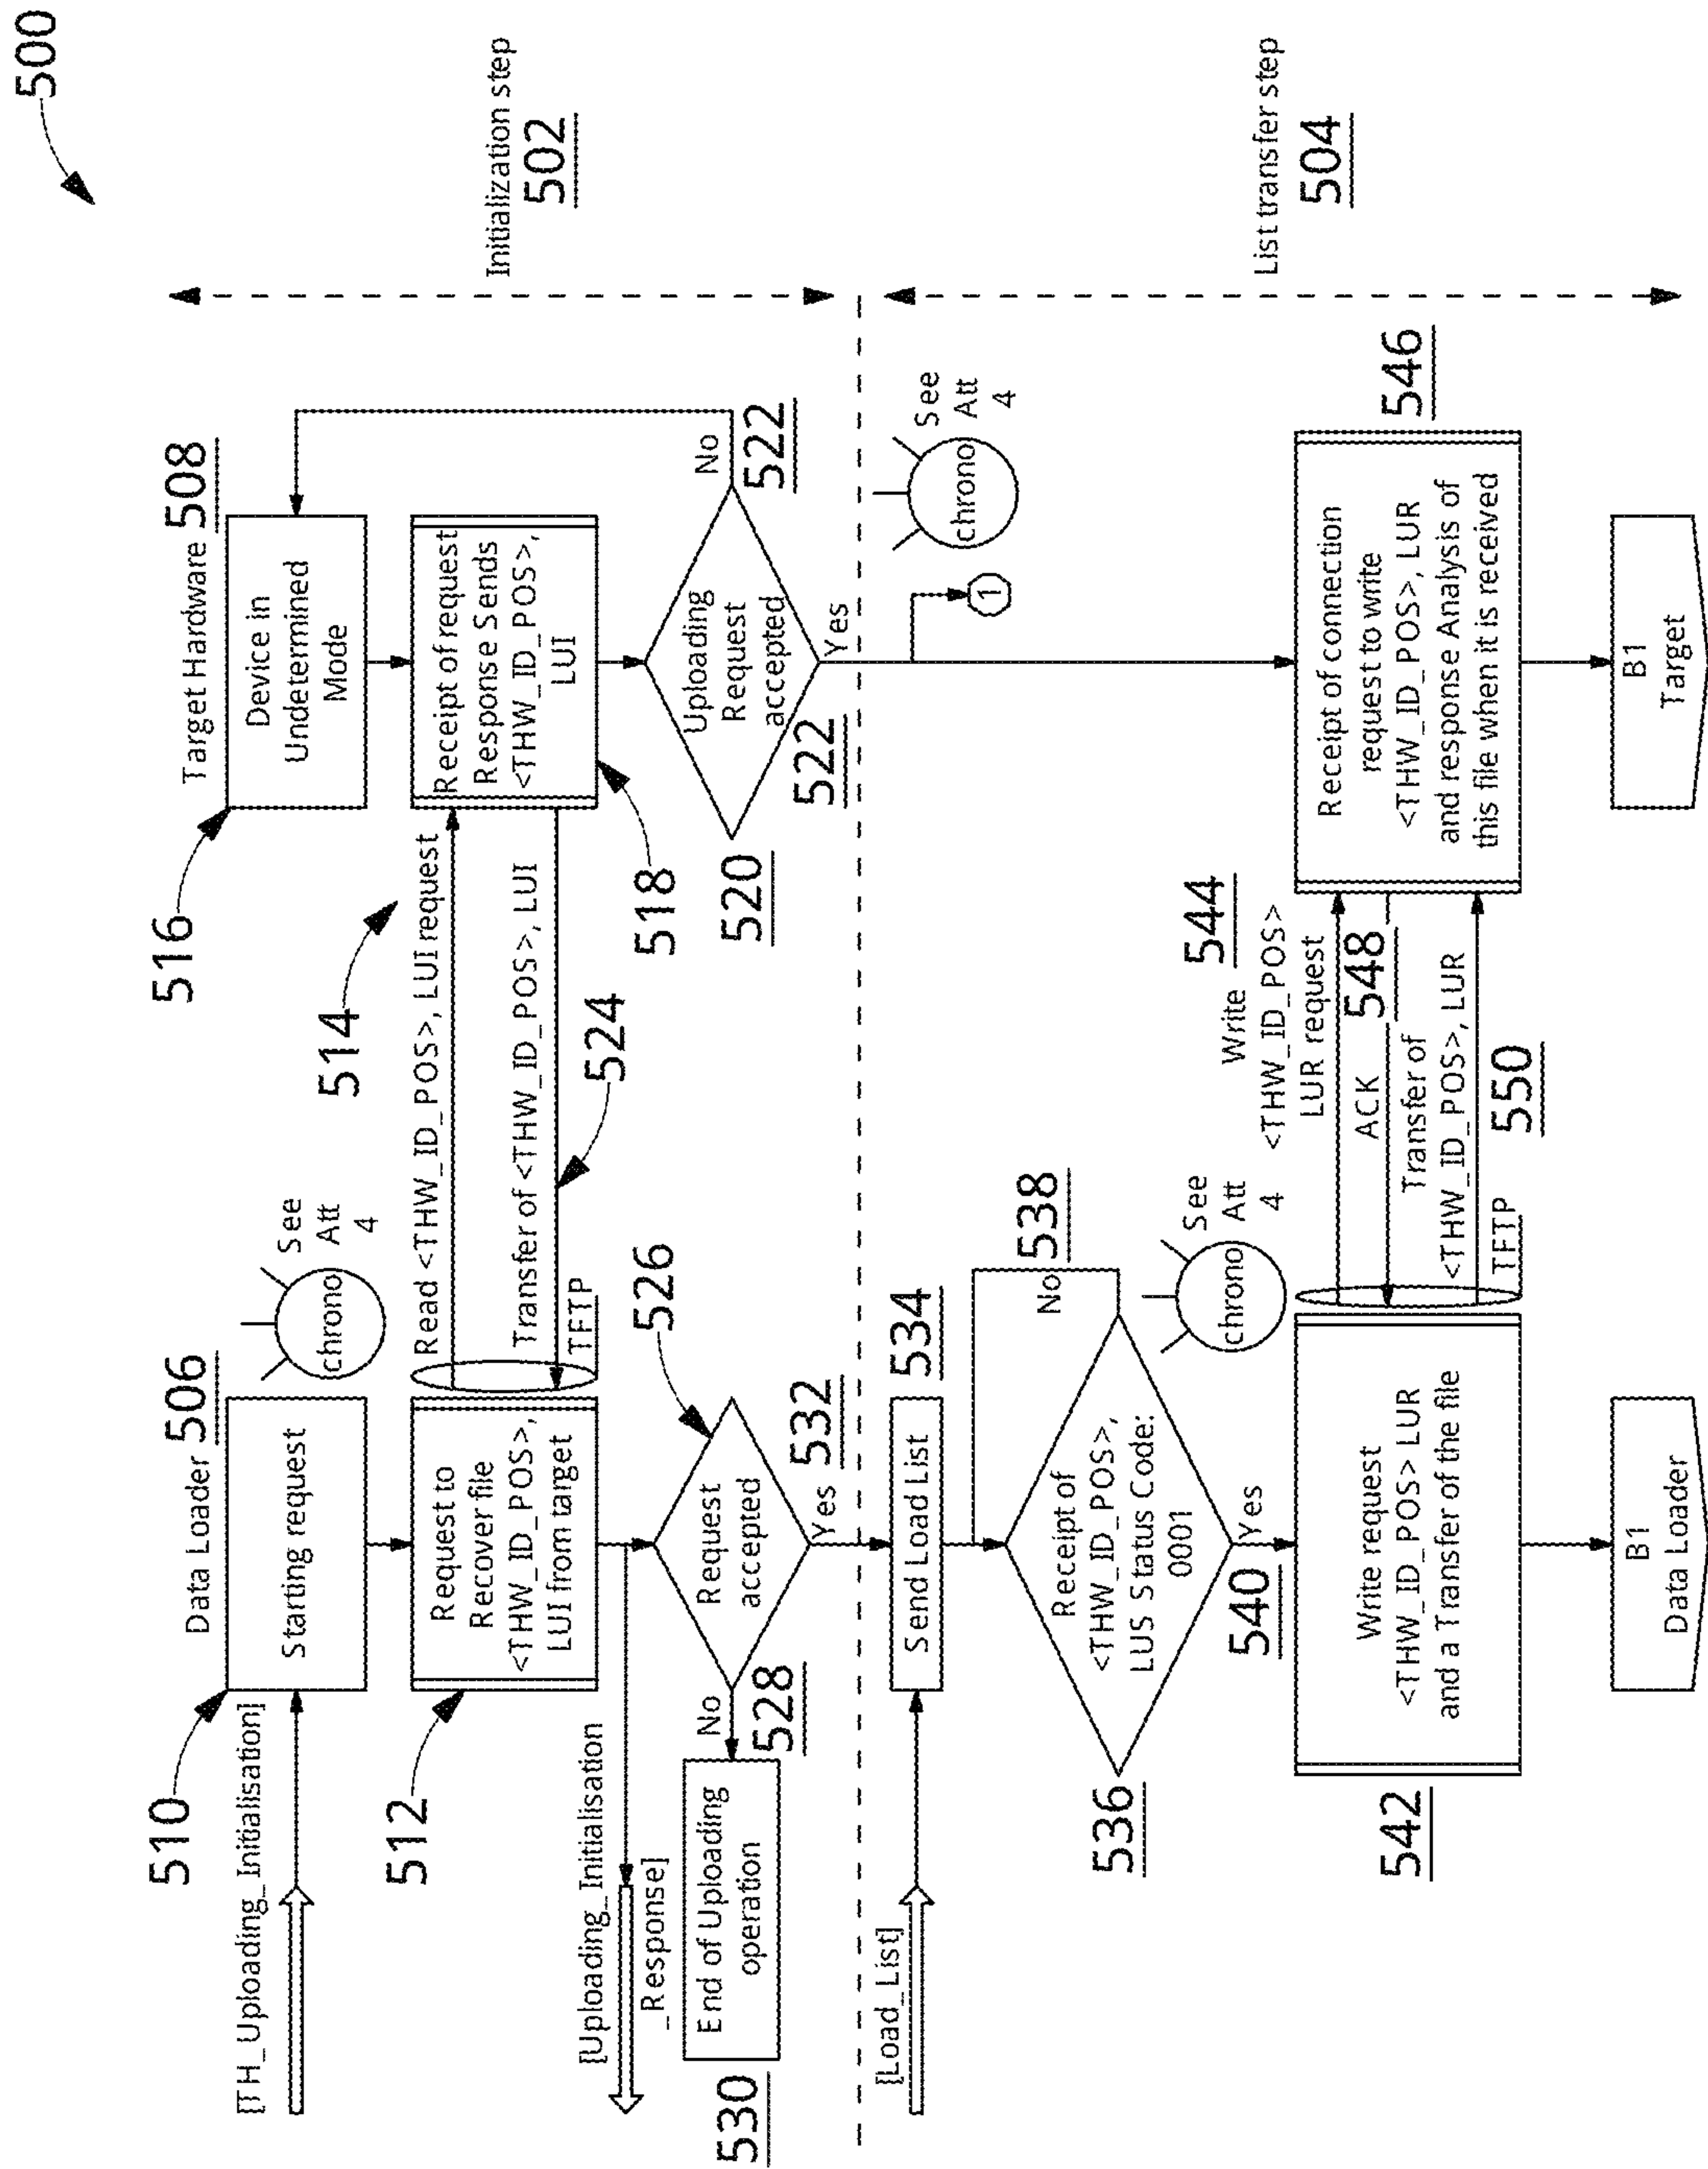 500
Initialization step
502
List transfer step
504
Data Loader 506
Target Hardware 508
510
[TH_Uploading_Initialisation]
Starting request
chrono
See
Att
4
516
Device in
Undetermined
Mode
512
Request to
Recover file
<THW_ID_POS>,
LUI from target
514
Read <THW_ID_POS>, LUI request
Transfer of <THW_ID_POS>, LUI
TFTP
524
Receipt of request
Response Sends
<THW_ID_POS>,
LUI
518
[Uploading_Initialisation
_Response]
526
Request
accepted
No
528
End of Uploading
operation
530
Yes
532
520
Uploading
Request
accepted
No
522
Yes
522
chrono
See
Att
4
1
[Load_List]
Send Load List
534
536
Receipt of
<THW_ID_POS>,
LUS Status Code:
0001
No
538
Yes
540
chrono
See
Att
4
542
Write request
<THW_ID_POS> LUR
and a Transfer of the file
544
Write
<THW_ID_POS>
LUR request
ACK
548
Transfer of
<THW_ID_POS>, LUR
TFTP
550
Receipt of connection
request to write
<THW_ID_POS>, LUR
and response Analysis of
this file when it is received
546
B1
Data Loader
B1
Target